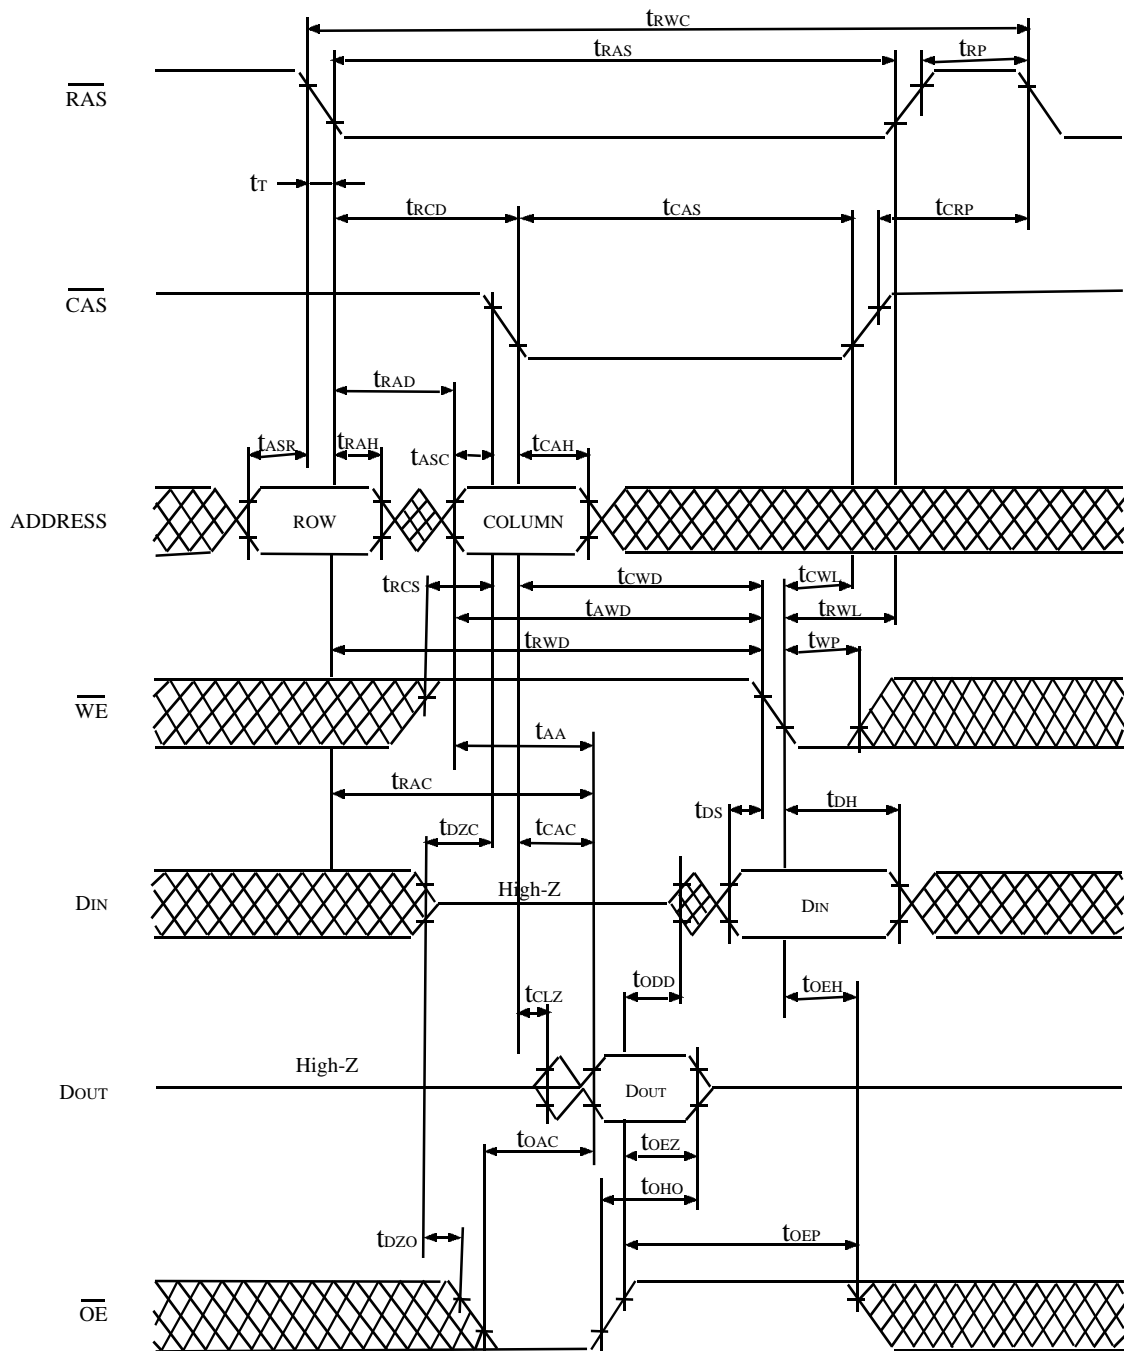 tRWC
tRAS
tRP
RAS
tT
tRCD
tCAS
tCRP
CAS
tRAD
tASR
tRAH
tASC
tCAH
ADDRESS
ROW
COLUMN
tRCS
tCWD
tCWL
tAWD
tRWL
tRWD
tWP
WE
tAA
tRAC
tDS
tDH
tDZC
tCAC
DIN
High-Z
DIN
tODD
tOEH
tCLZ
High-Z
DOUT
DOUT
tOAC
tOEZ
tOHO
tDZO
tOEP
OE